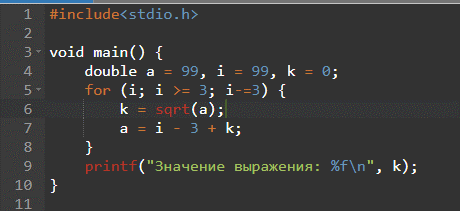 1 #include<stdio.h>
2
3 void main() {
4 double a = 99, i = 99, k = 0;
5 for (i; i >= 3; i-=3) {
6 k = sqrt(a);
7 a = i - 3 + k;
8 }
9 printf("Значение выражения: %f\n", k);
10 }
11